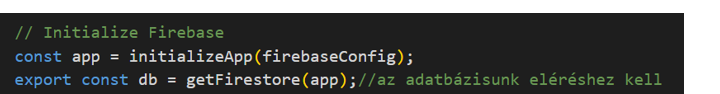 // Initialize Firebase
const app = initializeApp(firebaseConfig);
export const db = getFirestore(app);//az adatbázisunk eléréshez kell